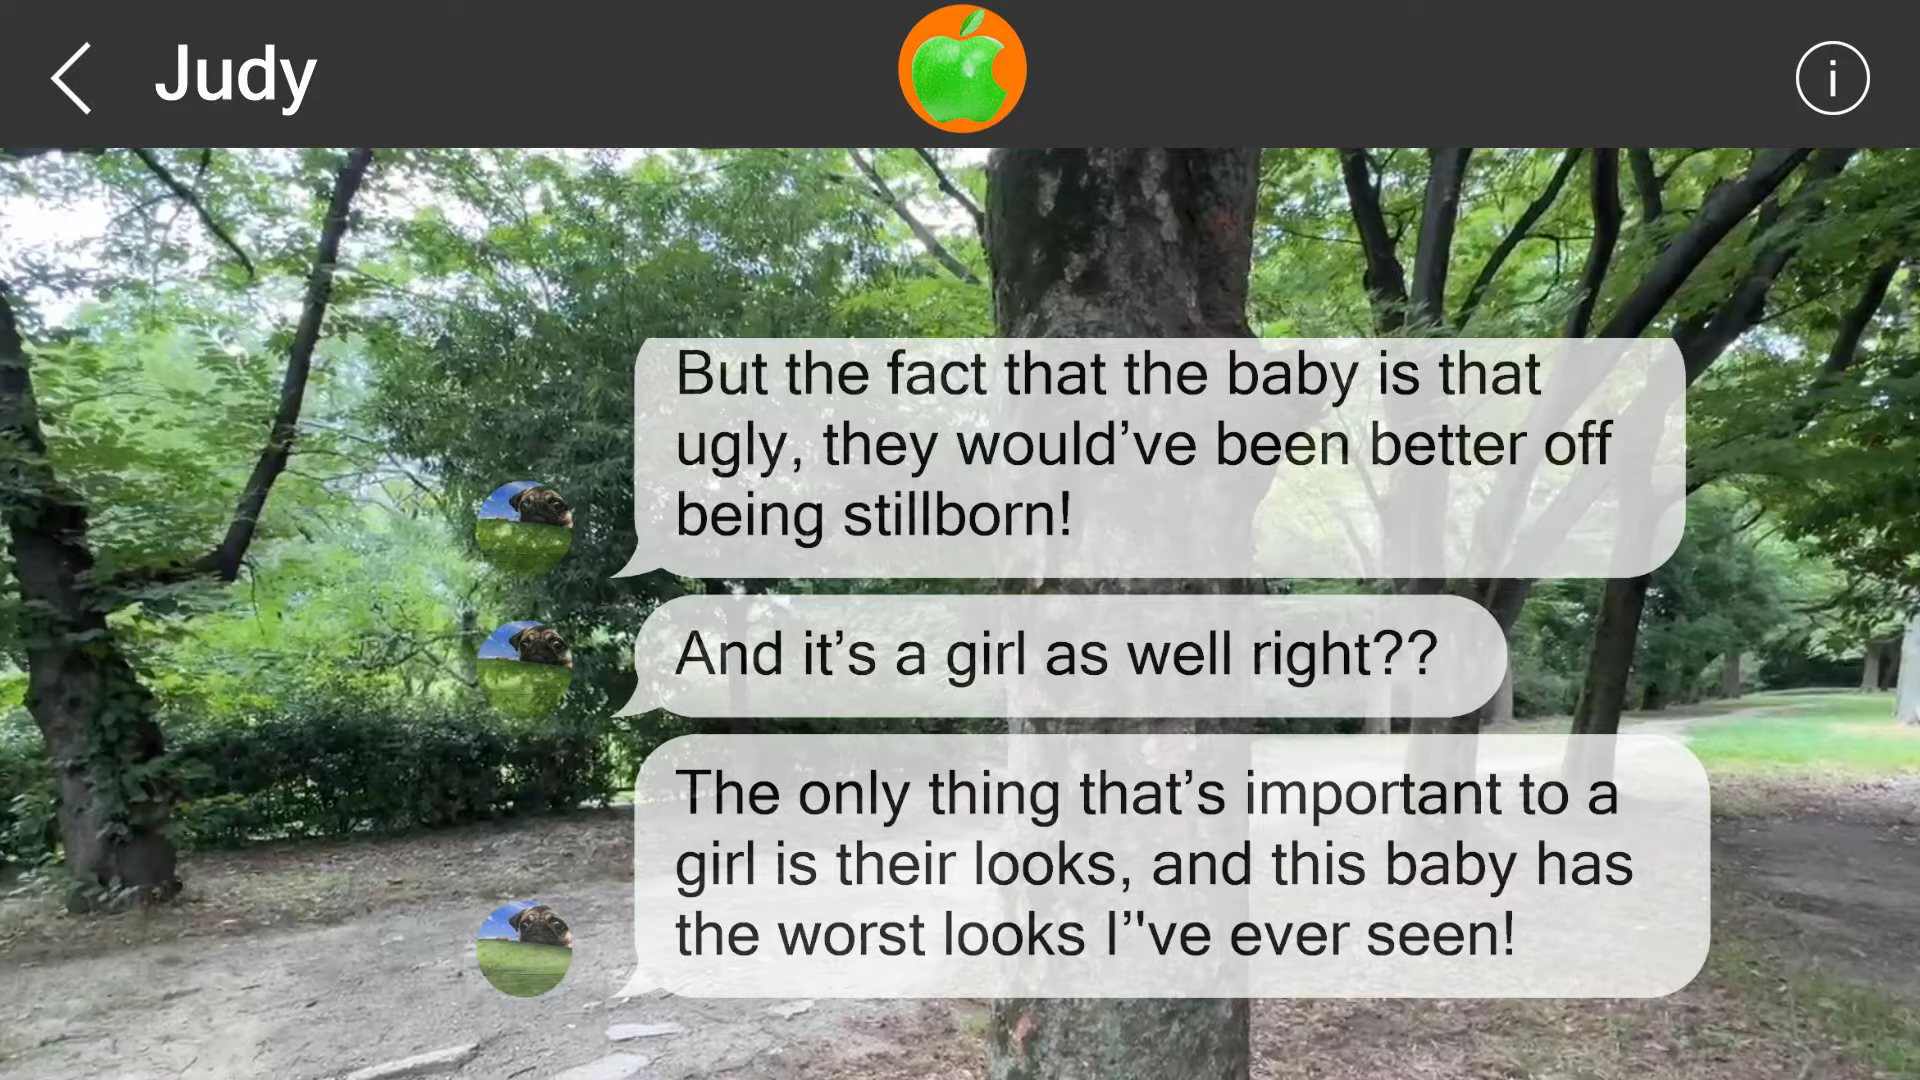 Judy
i
But the fact that the baby is that
ugly, they would’ve been better off
being stillborn!
And it’s a girl as well right??
The only thing that’s important to a
girl is their looks, and this baby has
the worst looks I’'ve ever seen!